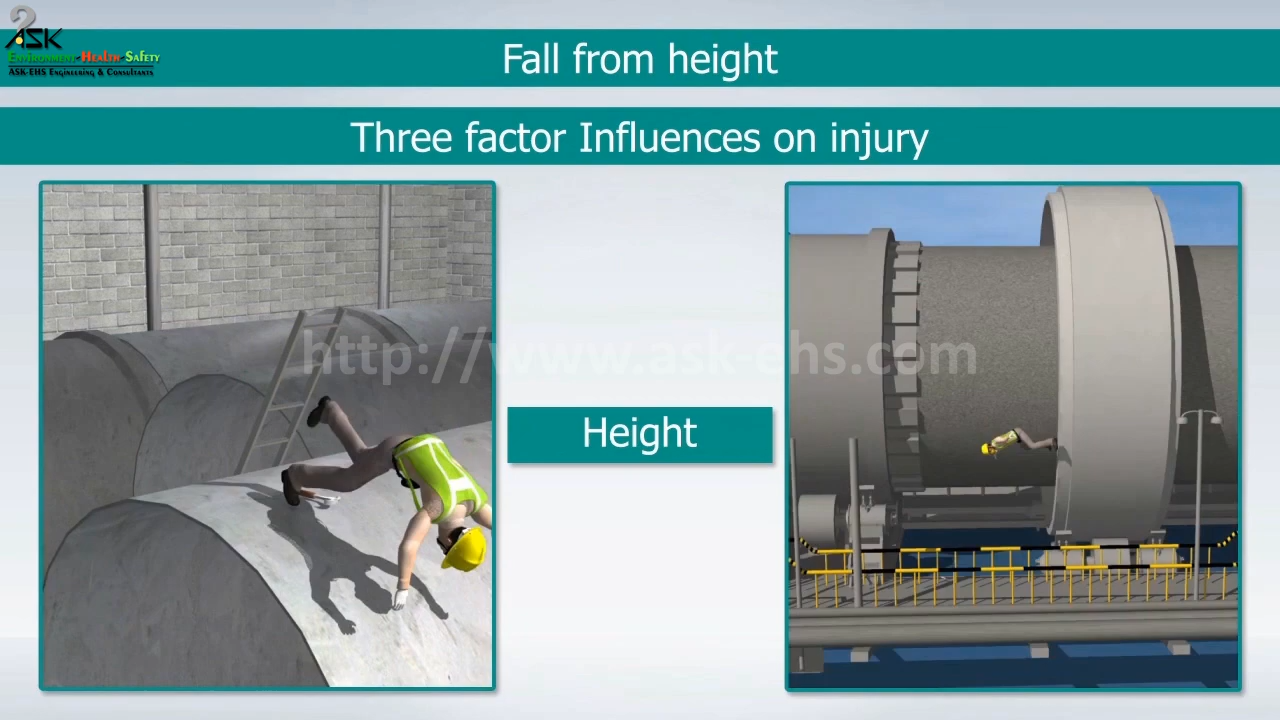 ASK
Environment-Health-Safety
ASK-EHS Engineering & Consultants
Fall from height
Three factor Influences on injury
http://www.ask-ehs.com
Height